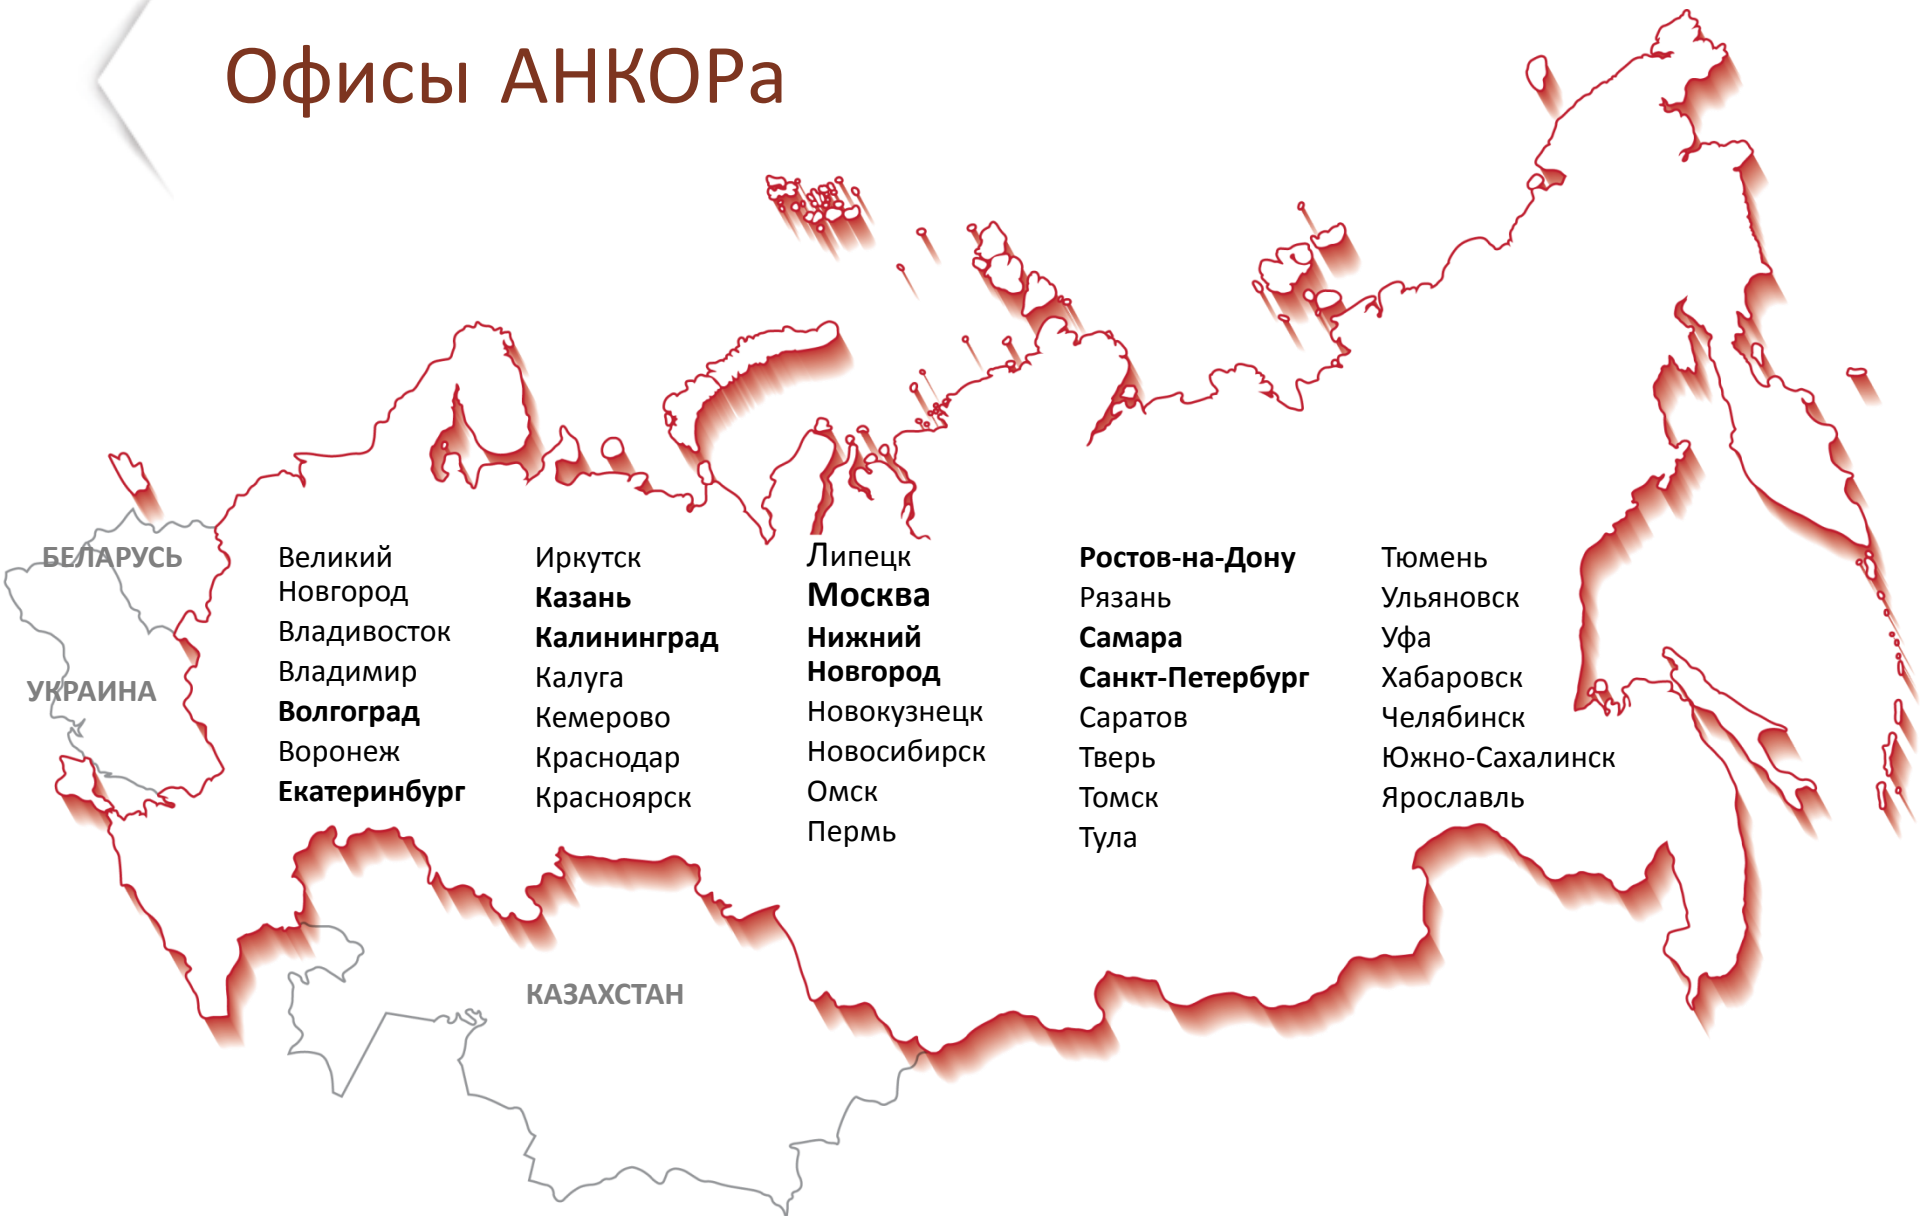 Офисы АНКОРа
БЕЛАРУСЬ
УКРАИНА
Великий
Новгород
Владивосток
Владимир
Волгоград
Воронеж
Екатеринбург
Иркутск
Казань
Калининград
Калуга
Кемерово
Краснодар
Красноярск
Липецк
Москва
Нижний
Новгород
Новокузнецк
Новосибирск
Омск
Пермь
Ростов-на-Дону
Рязань
Самара
Санкт-Петербург
Саратов
Тверь
Томск
Тула
Тюмень
Ульяновск
Уфа
Хабаровск
Челябинск
Южно-Сахалинск
Ярославль
КАЗАХСТАН